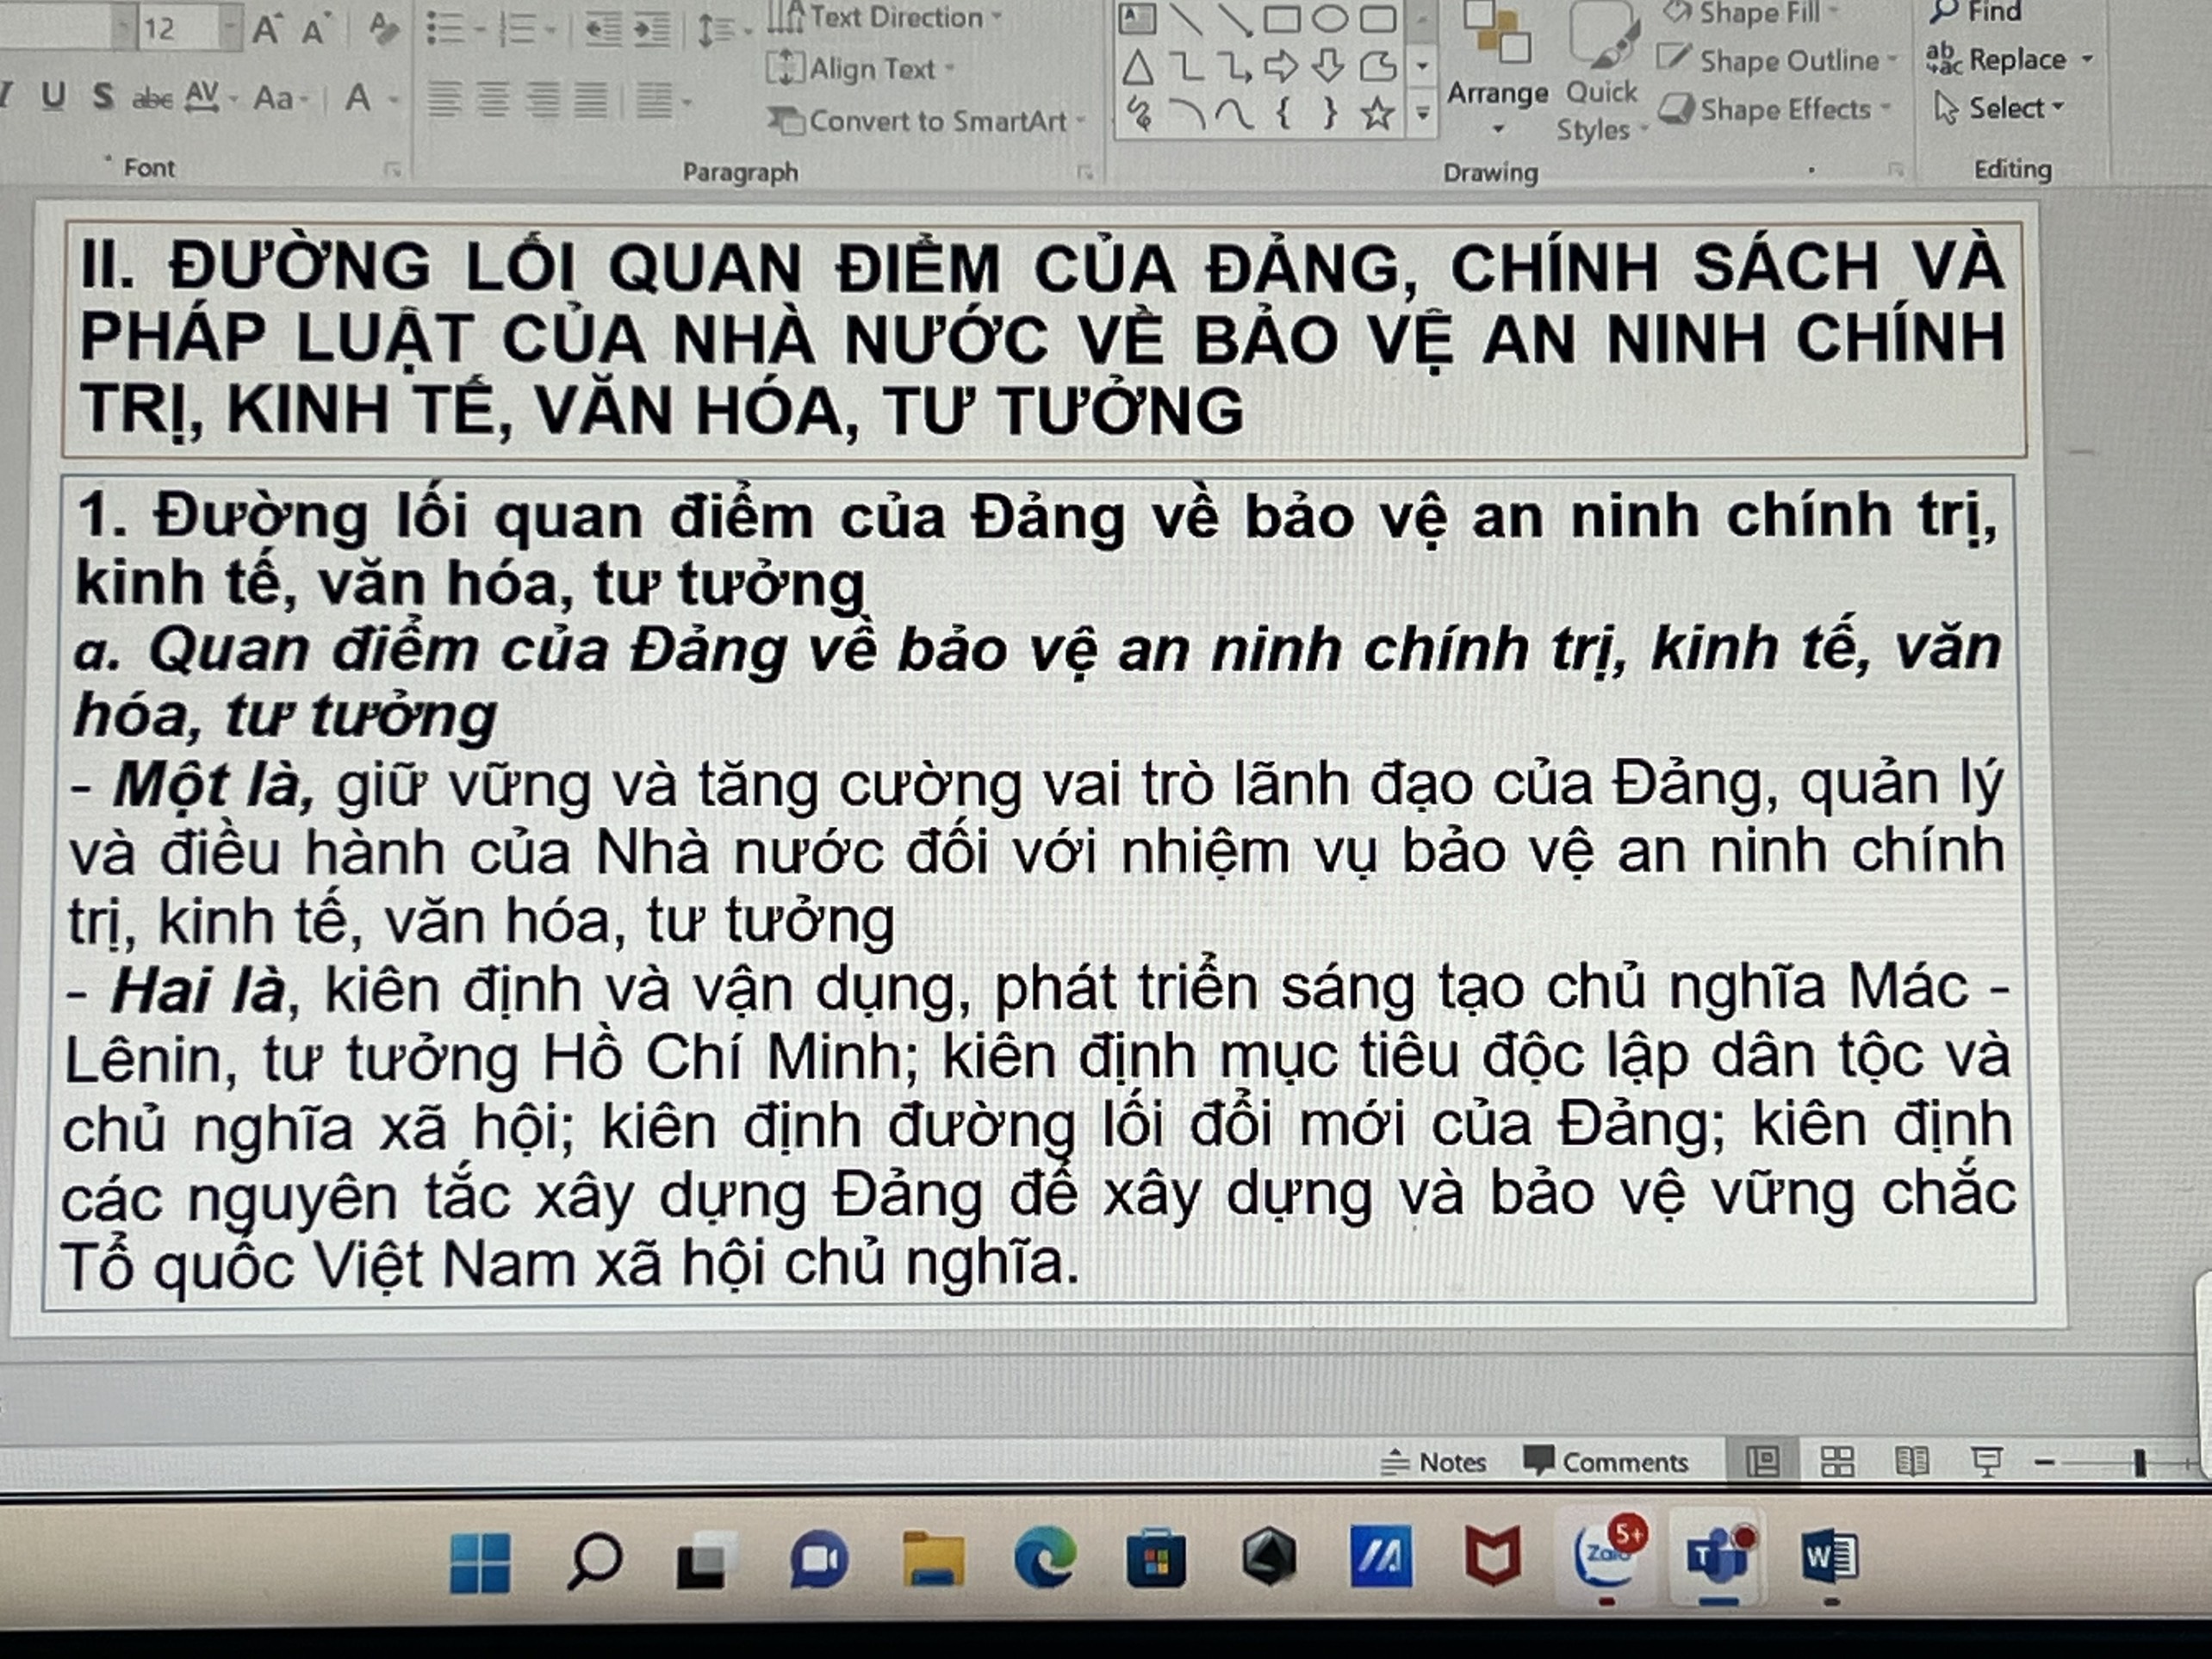 12 A A A Text Direction
Shape Fill Find
Align Text
Shape Outline Replace
U S abc AV Aa A
Arrange Quick
Convert to SmartArt
Styles Shape Effects Select
Font Paragraph Drawing Editing
II. ĐƯỜNG LỐI QUAN ĐIỂM CỦA ĐẢNG, CHÍNH SÁCH VÀ
PHÁP LUẬT CỦA NHÀ NƯỚC VỀ BẢO VỆ AN NINH CHÍNH
TRỊ, KINH TẾ, VĂN HÓA, TƯ TƯỞNG
1. Đường lối quan điểm của Đảng về bảo vệ an ninh chính trị,
kinh tế, văn hóa, tư tưởng
a. Quan điểm của Đảng về bảo vệ an ninh chính trị, kinh tế, văn
hóa, tư tưởng
- Một là, giữ vững và tăng cường vai trò lãnh đạo của Đảng, quản lý
và điều hành của Nhà nước đối với nhiệm vụ bảo vệ an ninh chính
trị, kinh tế, văn hóa, tư tưởng
- Hai là, kiên định và vận dụng, phát triển sáng tạo chủ nghĩa Mác -
Lênin, tư tưởng Hồ Chí Minh; kiên định mục tiêu độc lập dân tộc và
chủ nghĩa xã hội; kiên định đường lối đổi mới của Đảng; kiên định
các nguyên tắc xây dựng Đảng để xây dựng và bảo vệ vững chắc
Tổ quốc Việt Nam xã hội chủ nghĩa.
Notes Comments
Zalo 5+ T W